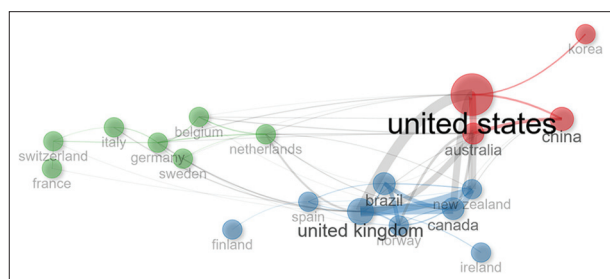 korea
united states
china
belgium
italy
switzerland
germany
netherlands
australia
sweden
france
brazil
new zealand
spain
united kingdom
canada
norway
finland
ireland